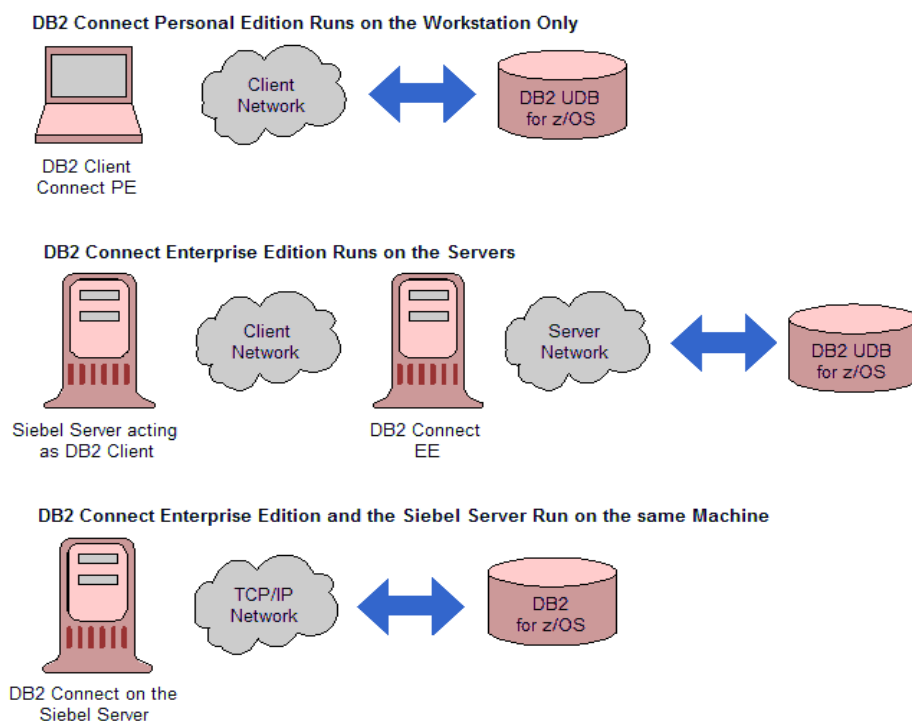 DB2 Connect Personal Edition Runs on the Workstation Only
Client
Network
DB2 UDB
for z/OS
DB2 Client
Connect PE
DB2 Connect Enterprise Edition Runs on the Servers
Client
Network
Server
Network
DB2 UDB
for z/OS
Siebel Server acting
as DB2 Client
DB2 Connect
EE
DB2 Connect Enterprise Edition and the Siebel Server Run on the same Machine
TCP/IP
Network
DB2
for z/OS
DB2 Connect on the
Siebel Server